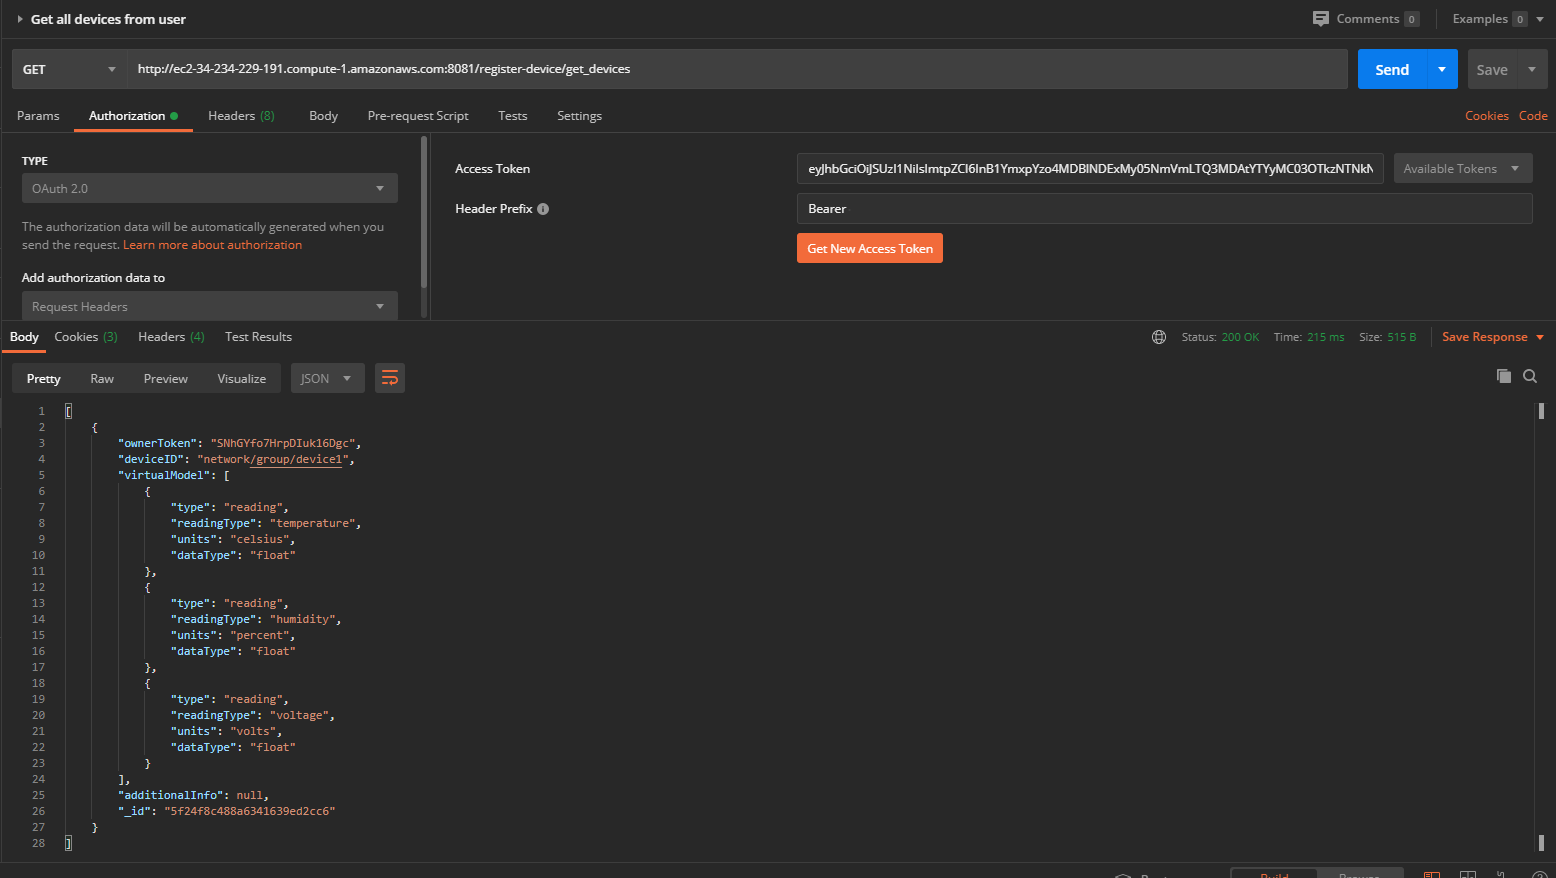 Get all devices from user
Comments 0
Examples 0
GET
http://ec2-34-234-229-191.compute-1.amazonaws.com:8081/register-device/get_devices
Send
Save
Params
Authorization
Headers (8)
Body
Pre-request Script
Tests
Settings
Cookies
Code
TYPE
OAuth 2.0
The authorization data will be automatically generated when you
send the request. Learn more about authorization
Add authorization data to
Request Headers
Access Token
Available Tokens
Header Prefix
Bearer
Get New Access Token
Body
Cookies (3)
Headers (4)
Test Results
Status: 200 OK
Time: 215 ms
Size: 515 B
Save Response
Pretty
Raw
Preview
Visualize
JSON
1 [
2 {
3 "ownerToken": "SNhGYfo7HrpDIuk16Dgc",
4 "deviceID": "network/group/device1",
5 "virtualModel": [
6 {
7 "type": "reading",
8 "readingType": "temperature",
9 "units": "celsius",
10 "dataType": "float"
11 },
12 {
13 "type": "reading",
14 "readingType": "humidity",
15 "units": "percent",
16 "dataType": "float"
17 },
18 {
19 "type": "reading",
20 "readingType": "voltage",
21 "units": "volts",
22 "dataType": "float"
23 }
24 ],
25 "additionalInfo": null,
26 "_id": "5f24f8c488a6341639ed2cc6"
27 }
28 ]
Build
Browse